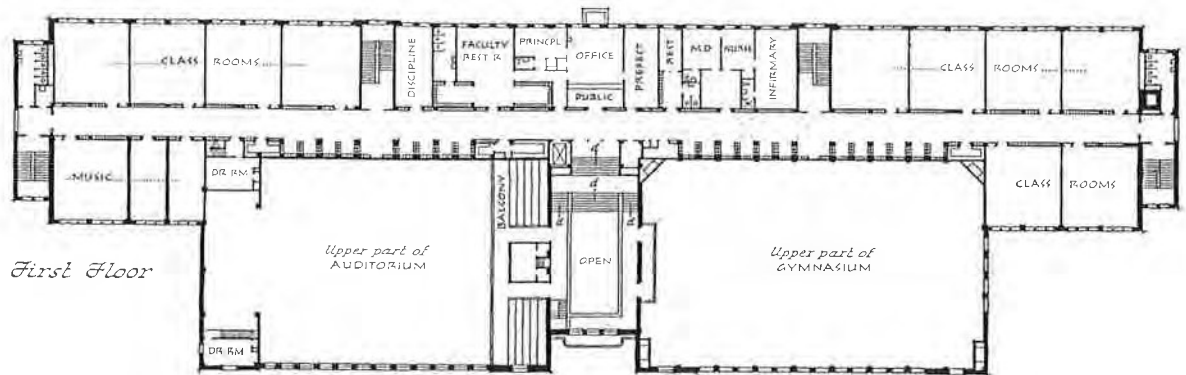 CLASS ROOMS
DISCIPLINE
FACULTY
REST R
PRINCPL
OFFICE
PUBLIC
PREFECT
REST
M.D
NURSE
INFIRMARY
CLASS ROOMS
MUSIC
DR RM
BALCONY
d
d
CLASS ROOMS
Upper part of
AUDITORIUM
OPEN
Upper part of
GYMNASIUM
First Floor
DR RM